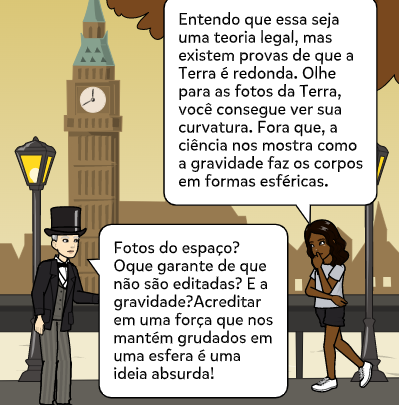 Entendo que essa seja
uma teoria legal, mas
existem provas de que a
Terra é redonda. Olhe
para as fotos da Terra,
você consegue ver sua
curvatura. Fora que, a
ciência nos mostra como
a gravidade faz os corpos
em formas esféricas.
Fotos do espaço?
Oque garante de que
não são editadas? E a
gravidade?Acreditar
em uma força que nos
mantém grudados em
uma esfera é uma
ideia absurda!